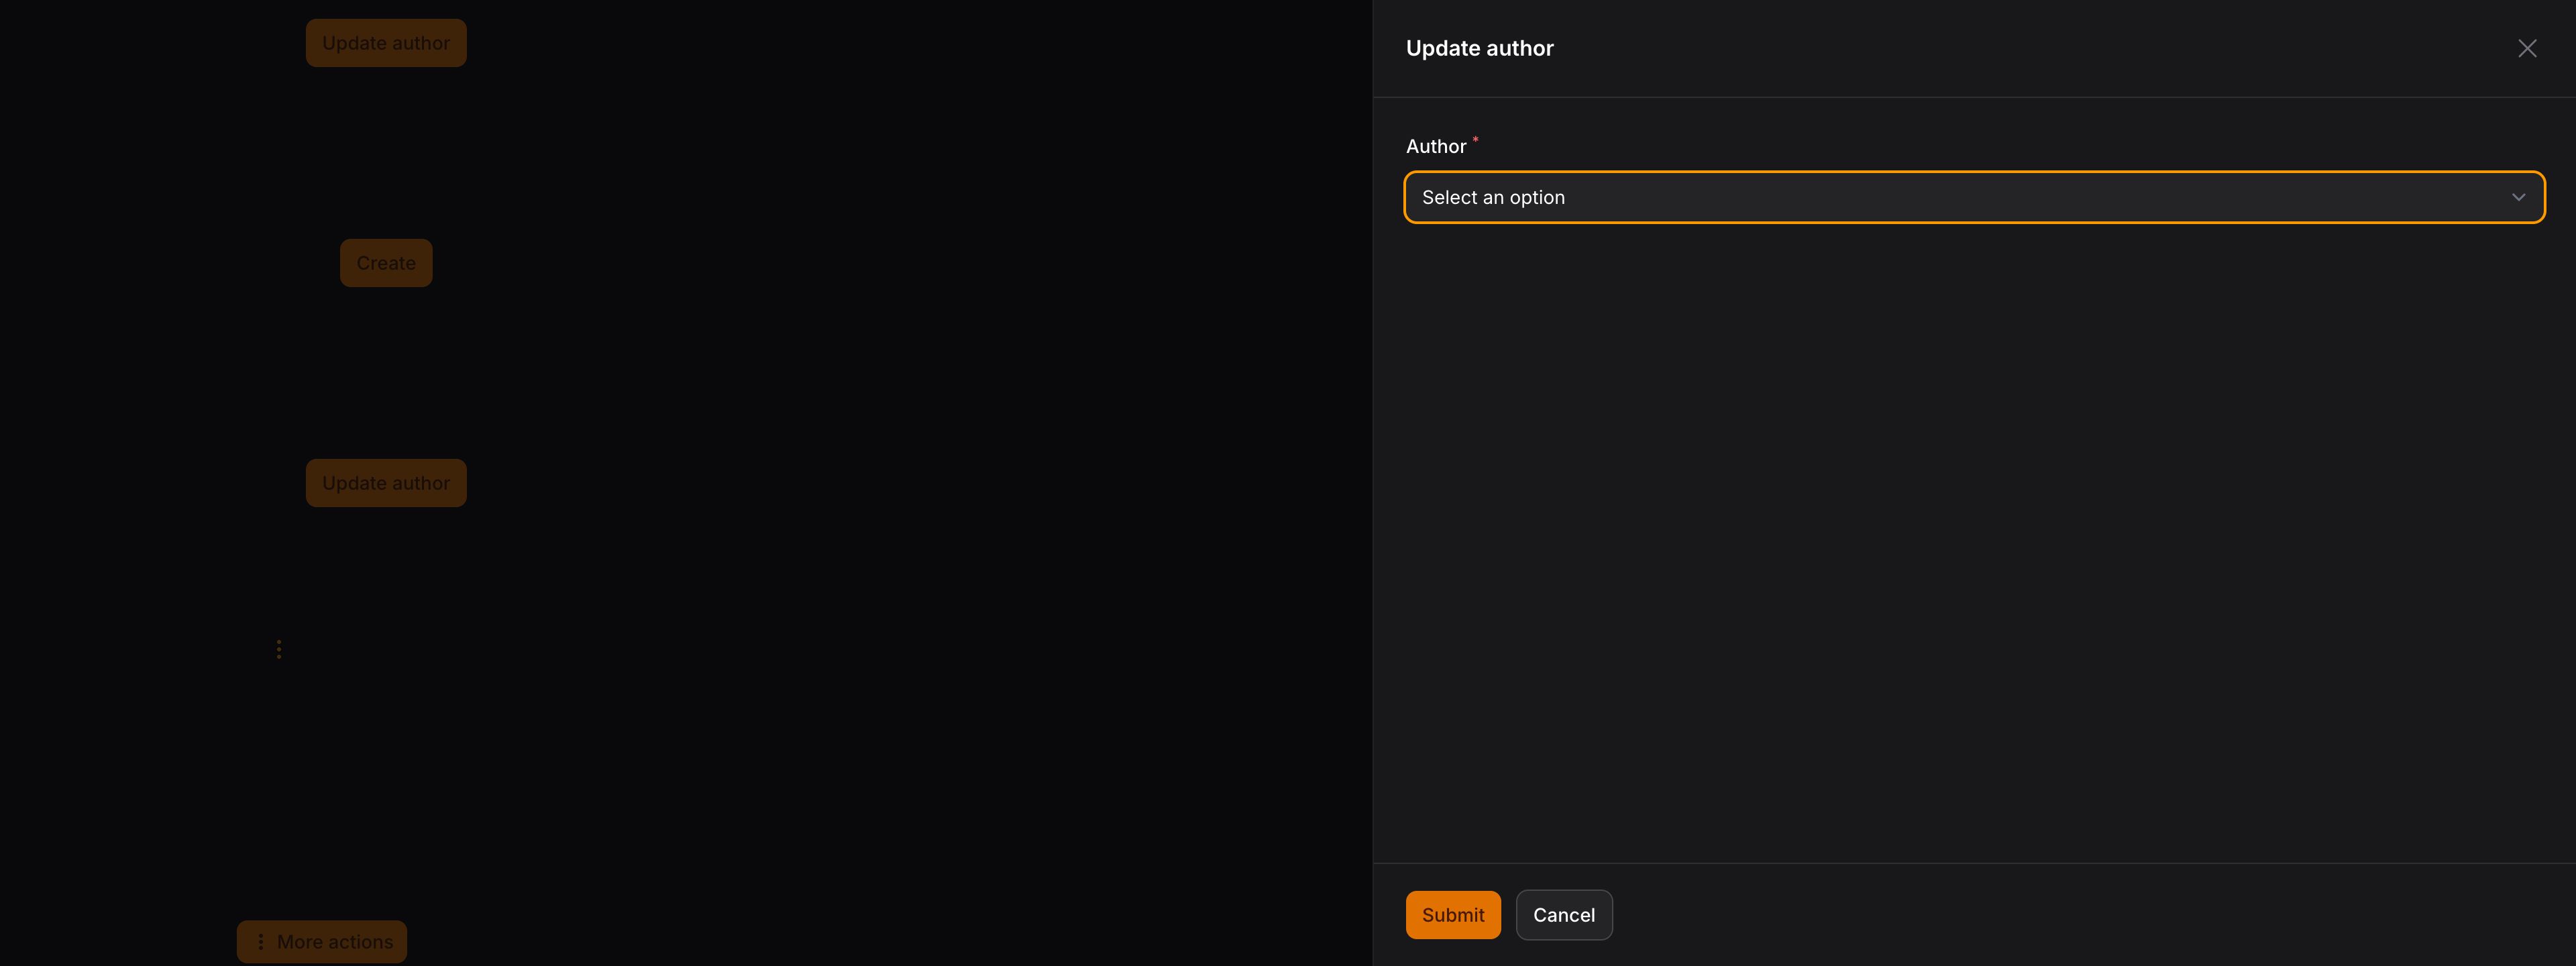 Update author
Create
Update author
More actions
Update author
Author *
Select an option
Submit
Cancel